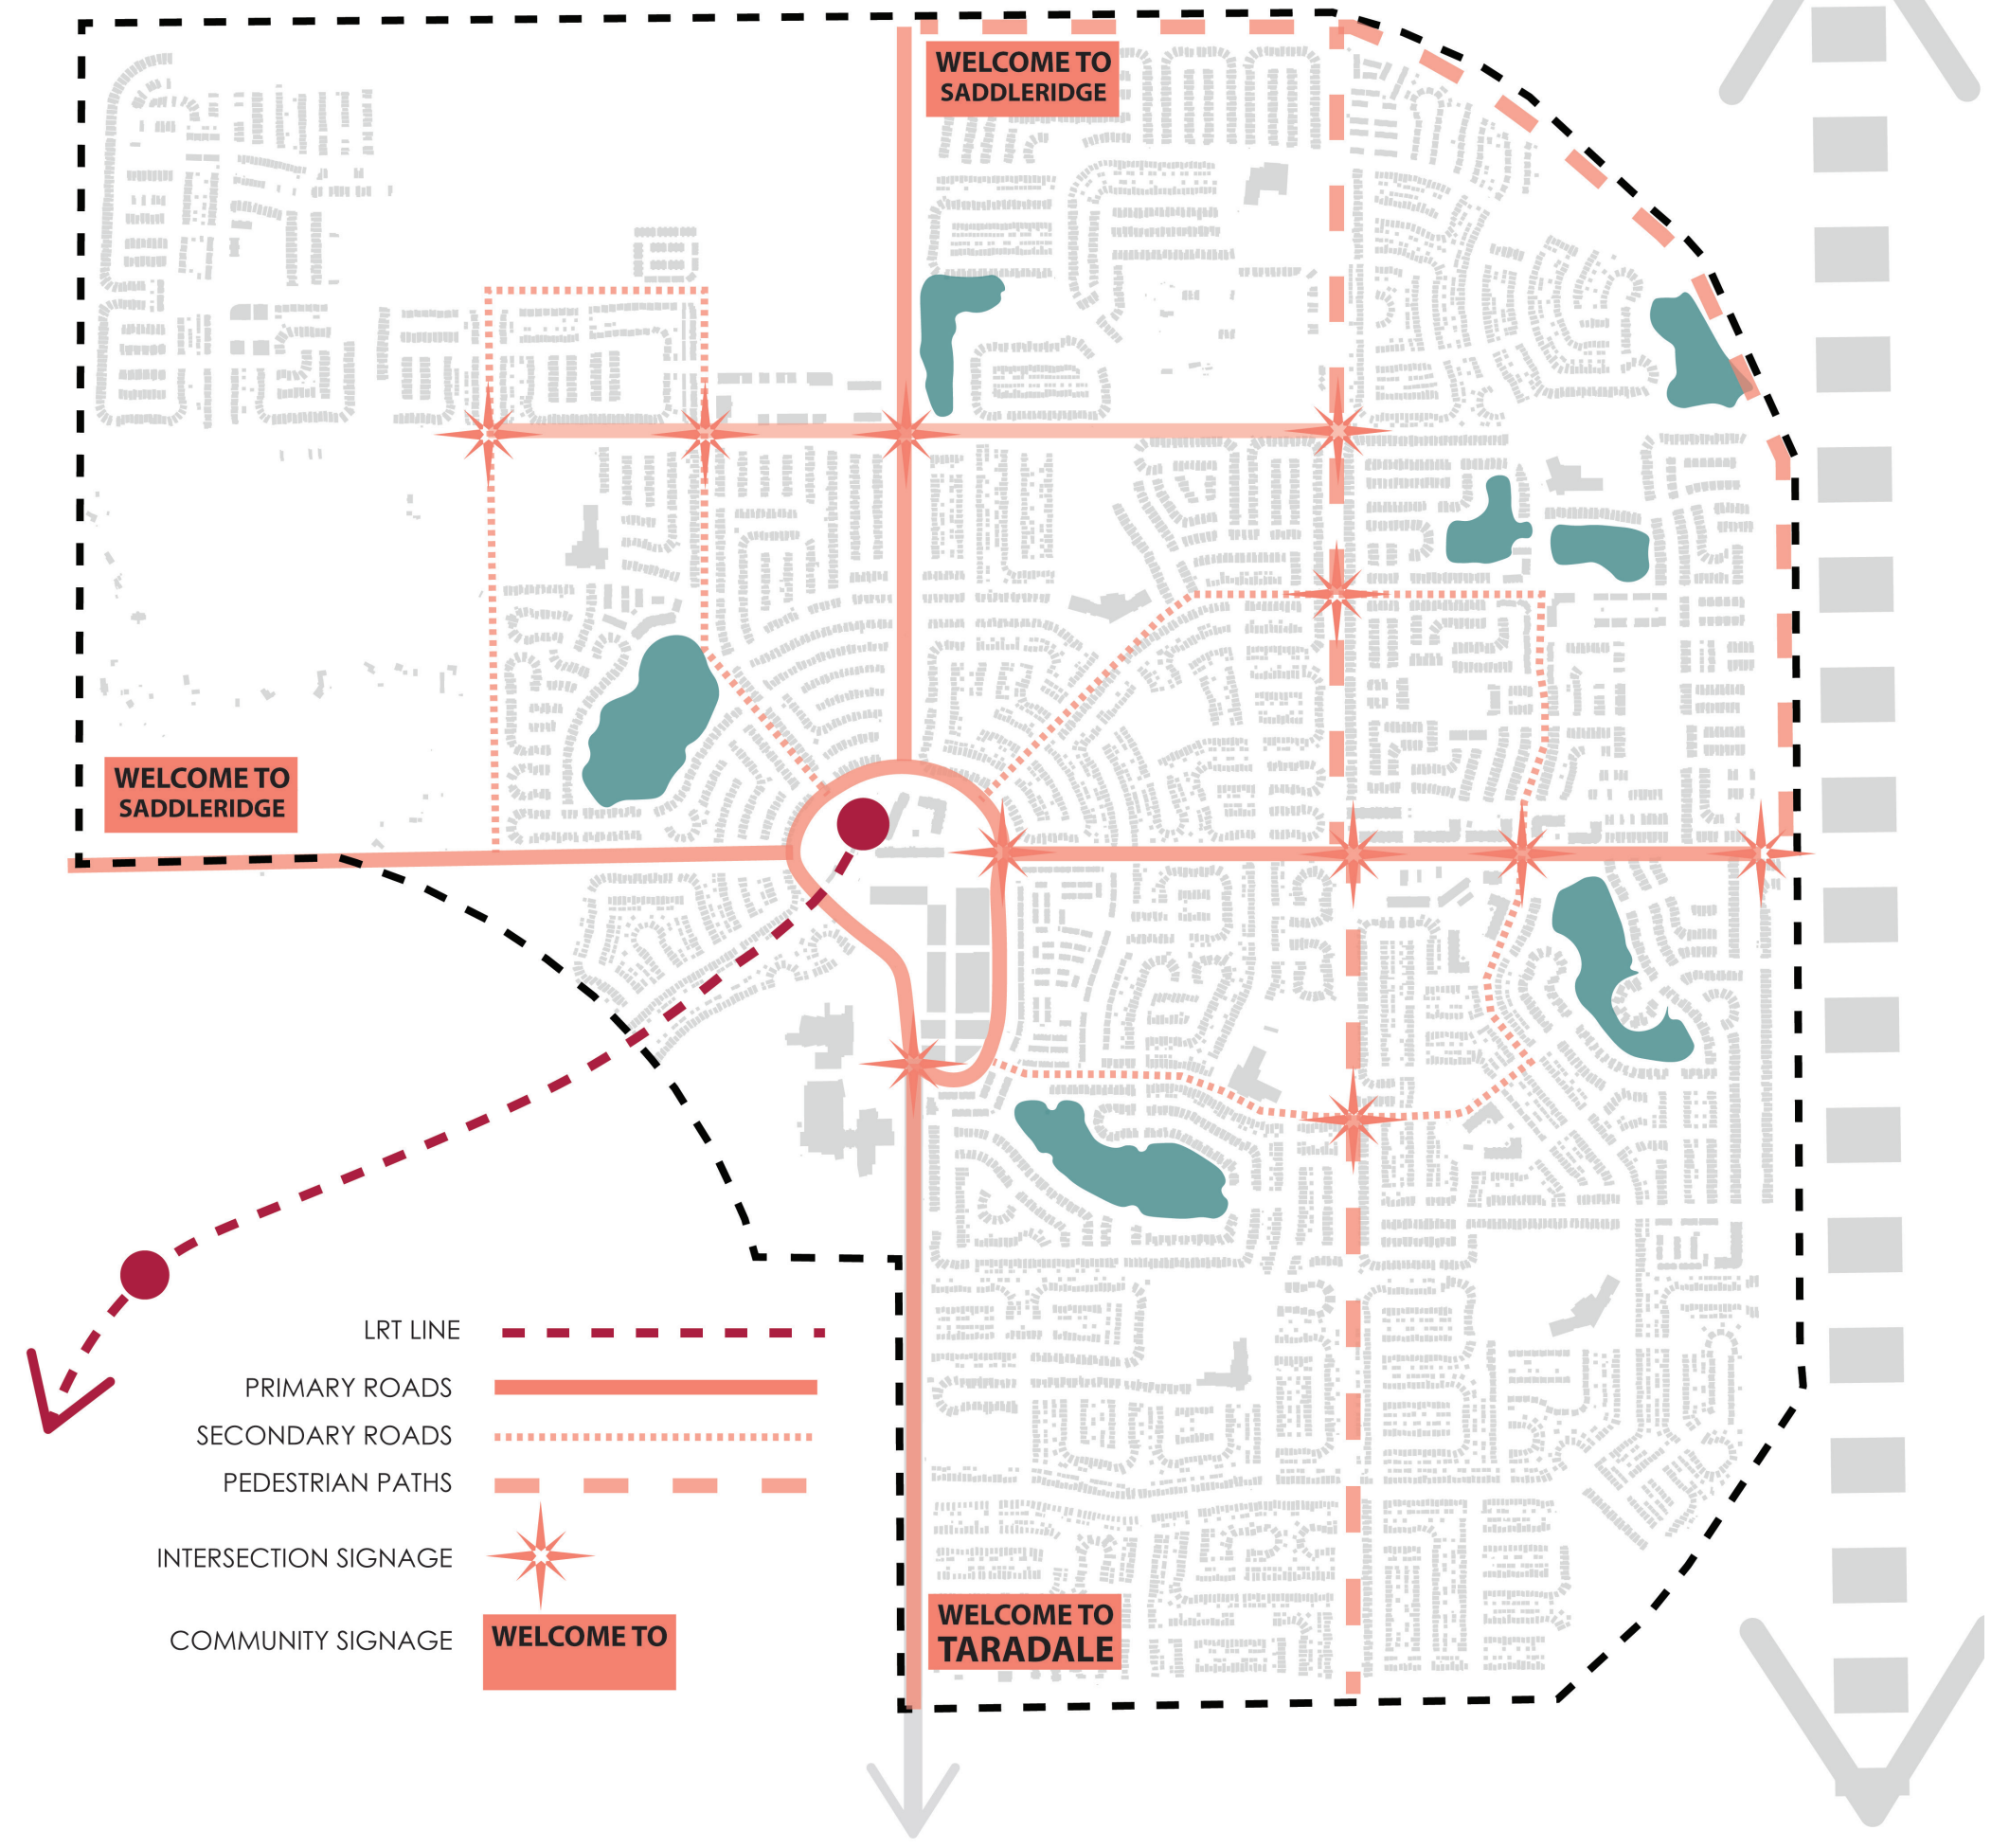 WELCOME TO
SADDLERIDGE
WELCOME TO
SADDLERIDGE
LRT LINE
PRIMARY ROADS
SECONDARY ROADS
PEDESTRIAN PATHS
INTERSECTION SIGNAGE
COMMUNITY SIGNAGE
WELCOME TO
WELCOME TO
TARADALE